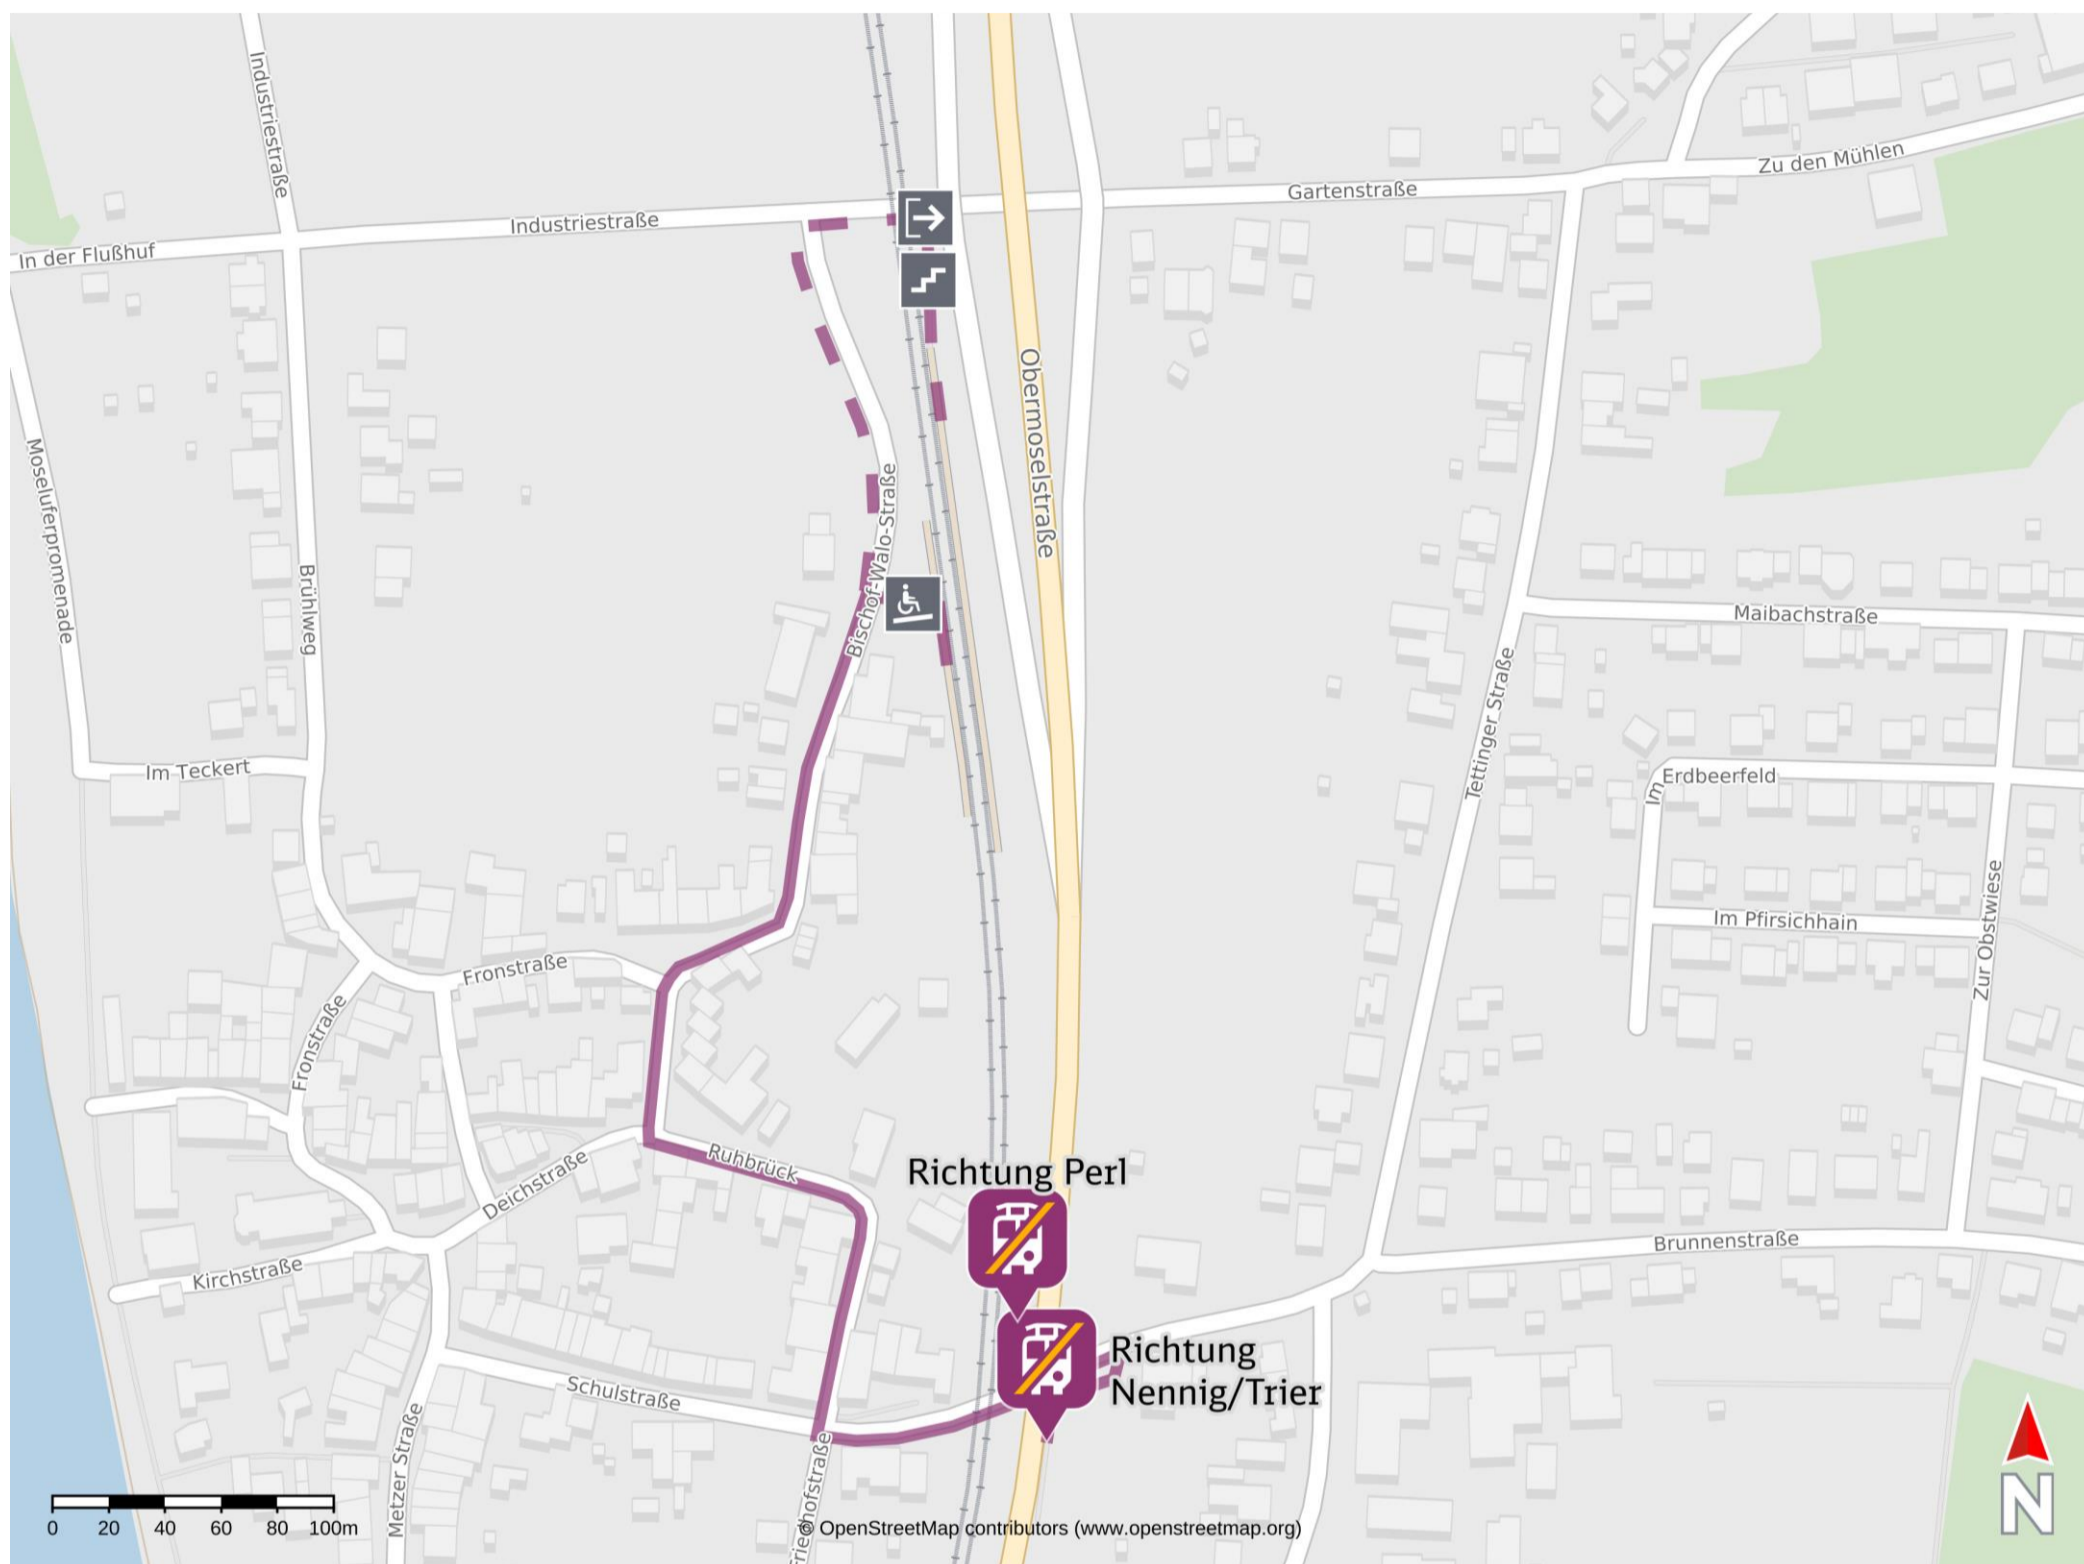 Industriestraße
Zu den Mühlen
Gartenstraße
Industriestraße
In der Flußhuf
Obermoselstraße
Moseluferpromenade
Bischof-Walo-Straße
Brühlweg
Maibachstraße
Tettinger Straße
Im Teckert
Im Erdbeerfeld
Zur Obstwiese
Im Pfirsichhain
Fronstraße
Fronstraße
Ruhbrück
Deichstraße
Richtung Perl
Brunnenstraße
Kirchstraße
Richtung
Nennig/Trier
Schulstraße
Metzer Straße
Friedhofstraße
N
0 20 40 60 80 100m
© OpenStreetMap contributors (www.openstreetmap.org)